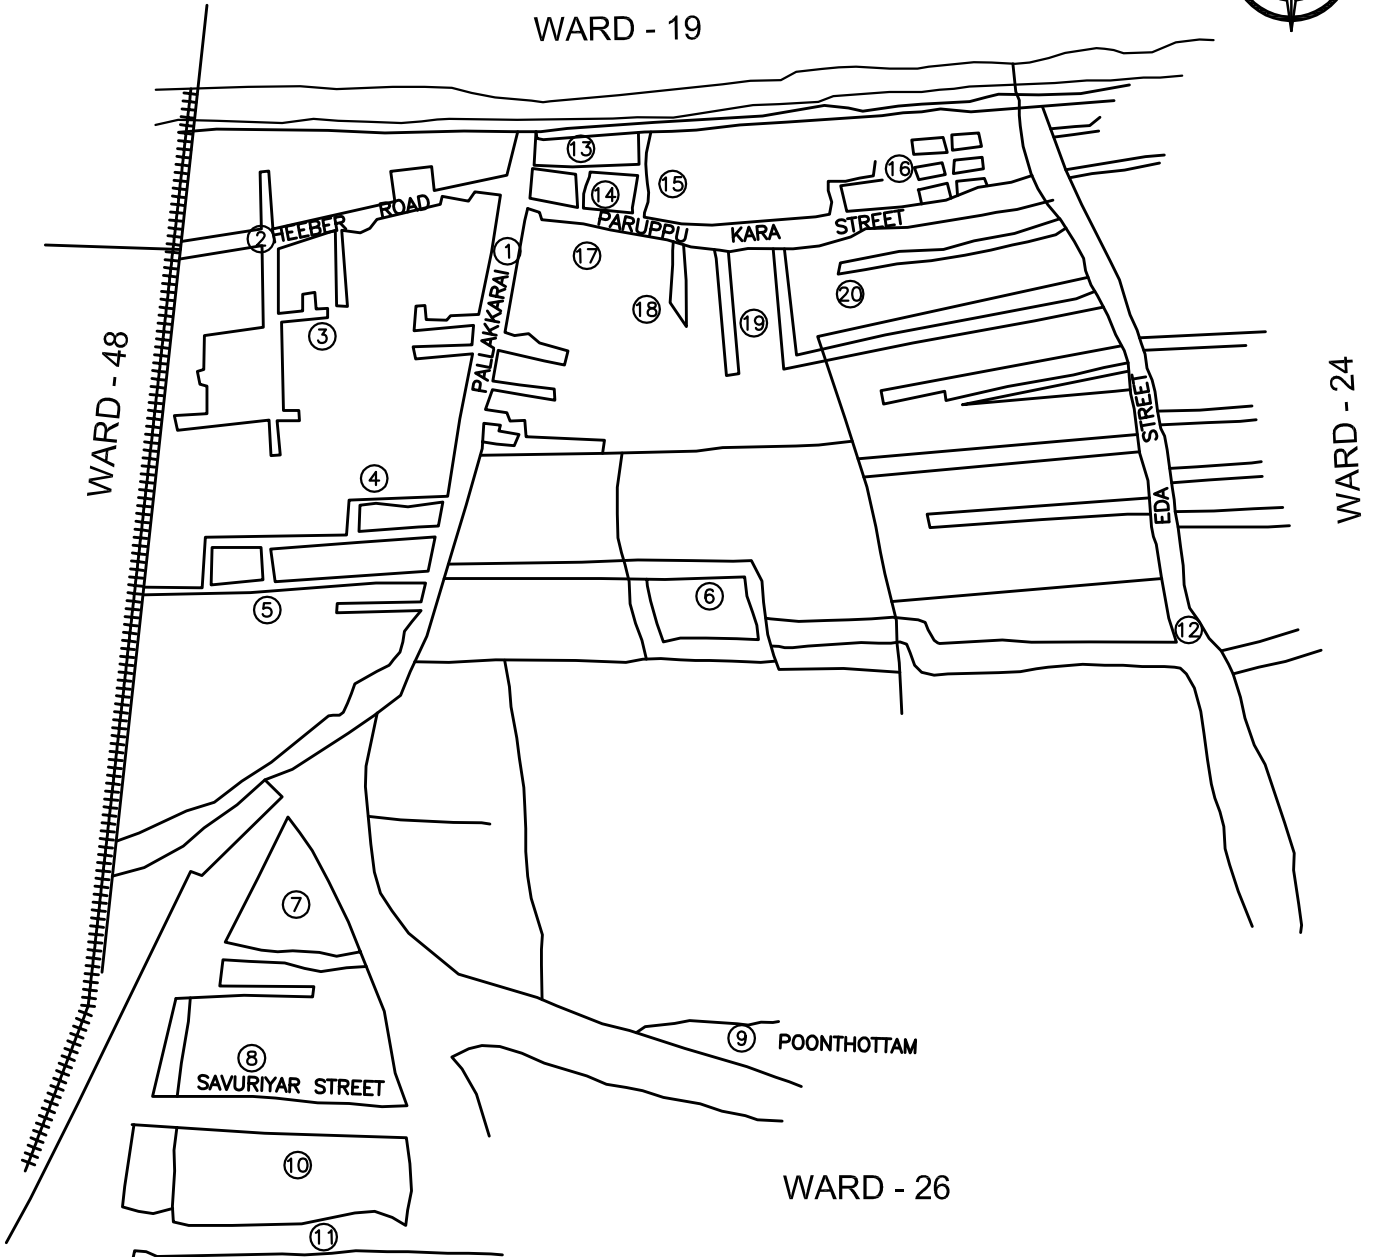 WARD - 19
13
16
14
15
HEEBER ROAD
2
PARUPPU KARA STREET
1
17
PALLAKKARAI
18
19
20
3
WARD - 48
WARD - 24
EDA STREET
4
5
6
12
7
9
POONTHOTTAM
8
SAVURIYAR STREET
10
WARD - 26
11